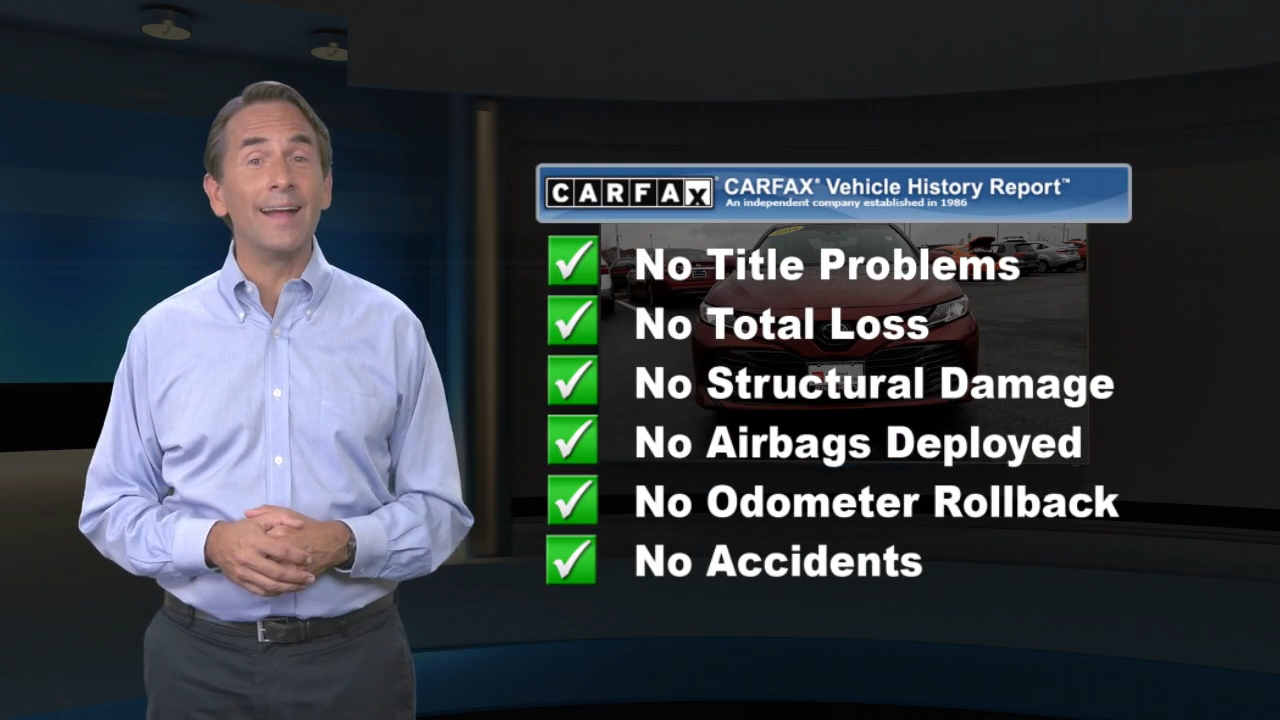 CARFAX® CARFAX® Vehicle History Report™
An independent company established in 1986
No Title Problems
No Total Loss
No Structural Damage
No Airbags Deployed
No Odometer Rollback
No Accidents